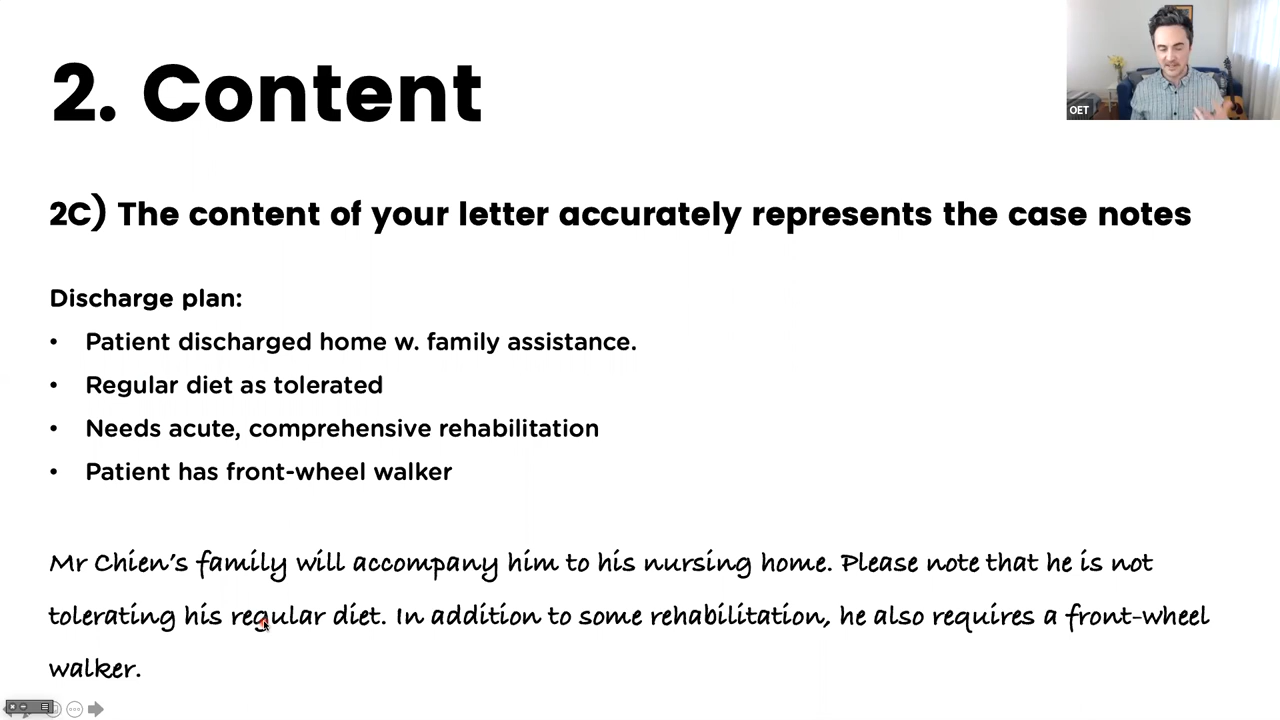 2. Content
OET
2C) The content of your letter accurately represents the case notes
Discharge plan:
• Patient discharged home w. family assistance.
• Regular diet as tolerated
• Needs acute, comprehensive rehabilitation
• Patient has front-wheel walker
Mr Chien's family will accompany him to his nursing home. Please note that he is not
tolerating his regular diet. In addition to some rehabilitation, he also requires a front-wheel
walker.